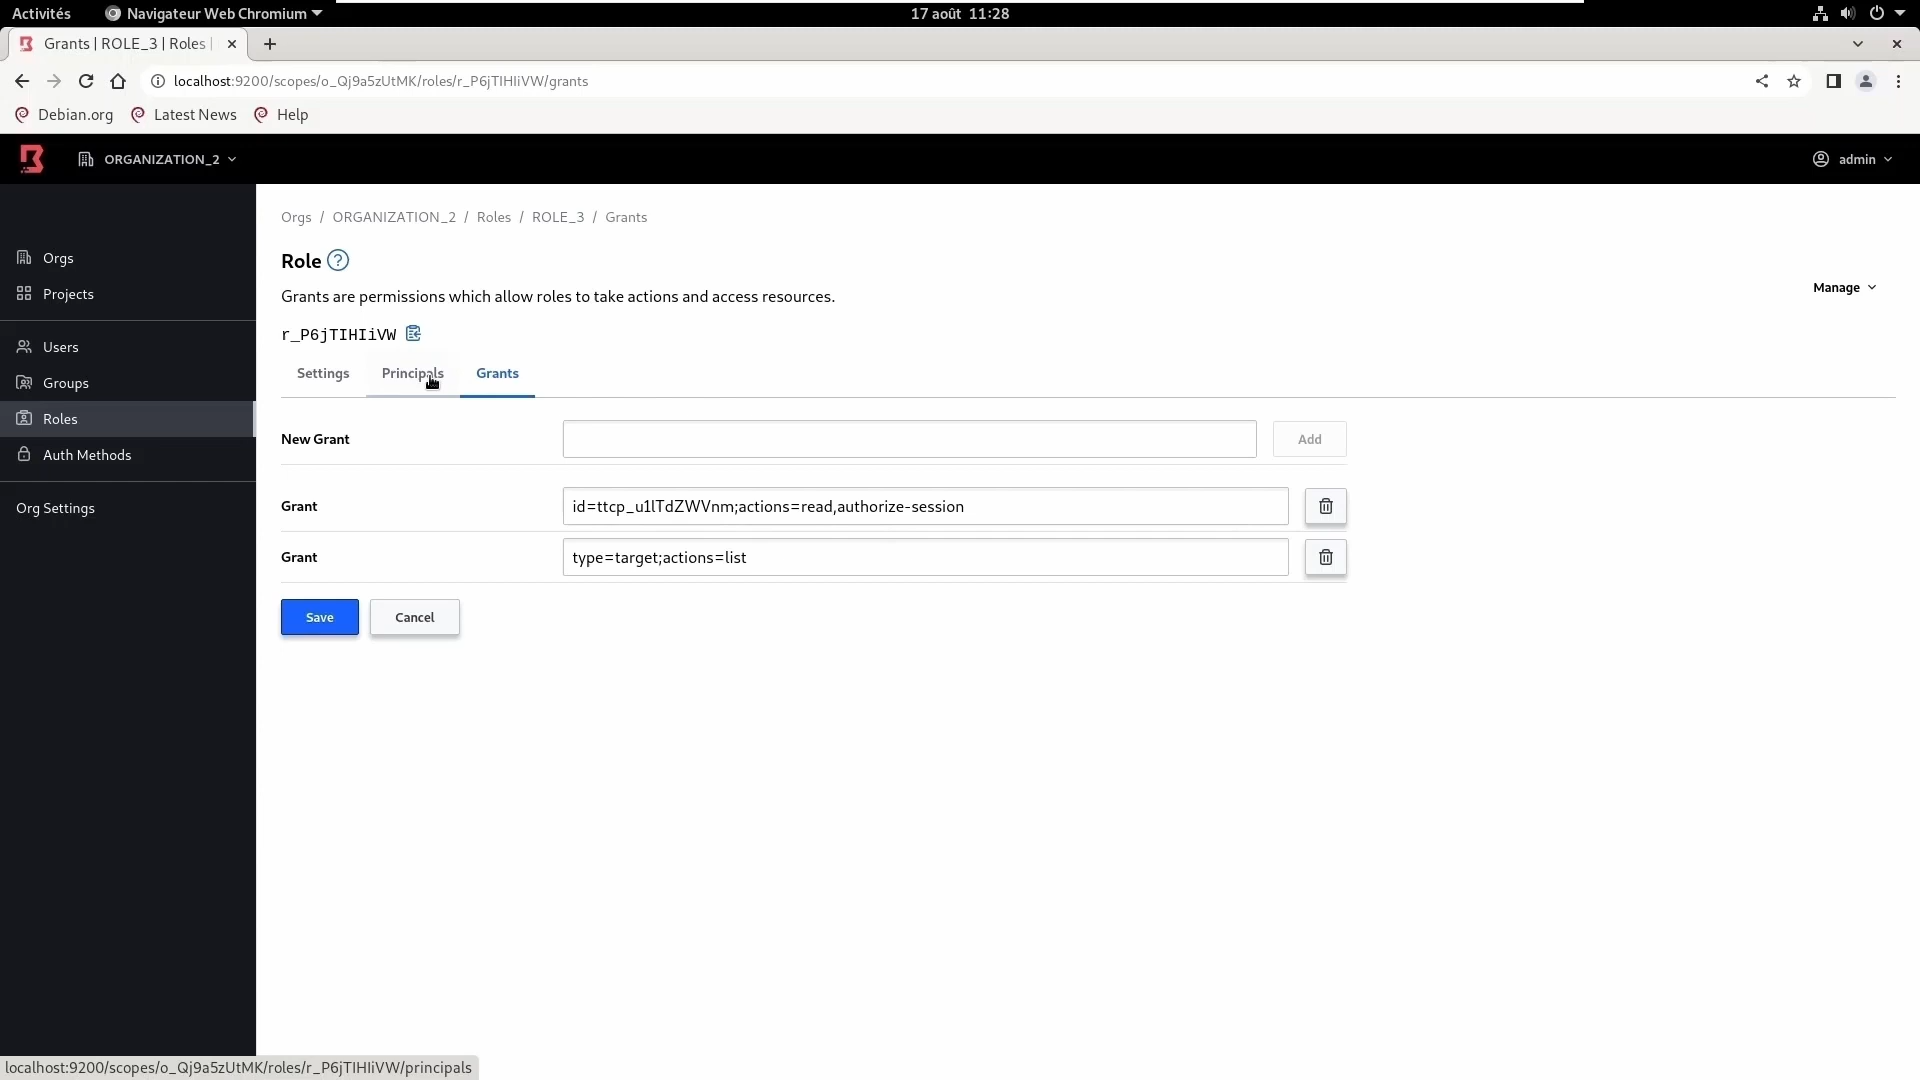 Activités
Navigateur Web Chromium
17 août 11:28
Grants | ROLE_3 | Roles |
localhost:9200/scopes/o_Qj9a5zUtMK/roles/r_P6jTIHIiVW/grants
Debian.org
Latest News
Help
ORGANIZATION_2
admin
Orgs
Projects
Users
Groups
Roles
Auth Methods
Org Settings
Orgs / ORGANIZATION_2 / Roles / ROLE_3 / Grants
Role ?
Grants are permissions which allow roles to take actions and access resources.
Manage
r_P6jTIHIiVW
Settings
Principals
Grants
New Grant
Add
Grant
id=ttcp_u1lTdZWVnm;actions=read,authorize-session
Grant
type=target;actions=list
Save
Cancel
localhost:9200/scopes/o_Qj9a5zUtMK/roles/r_P6jTIHIiVW/principals